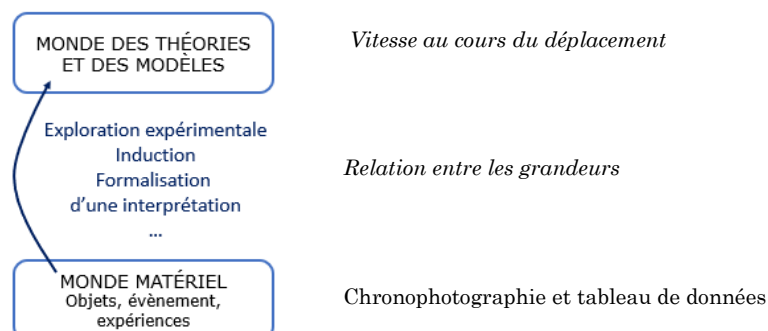 MONDE DES THÉORIES
ET DES MODÈLES
Vitesse au cours du déplacement
Exploration expérimentale
Induction
Formalisation
d'une interprétation
...
Relation entre les grandeurs
MONDE MATÉRIEL
Objets, évènement,
expériences
Chronophotographie et tableau de données